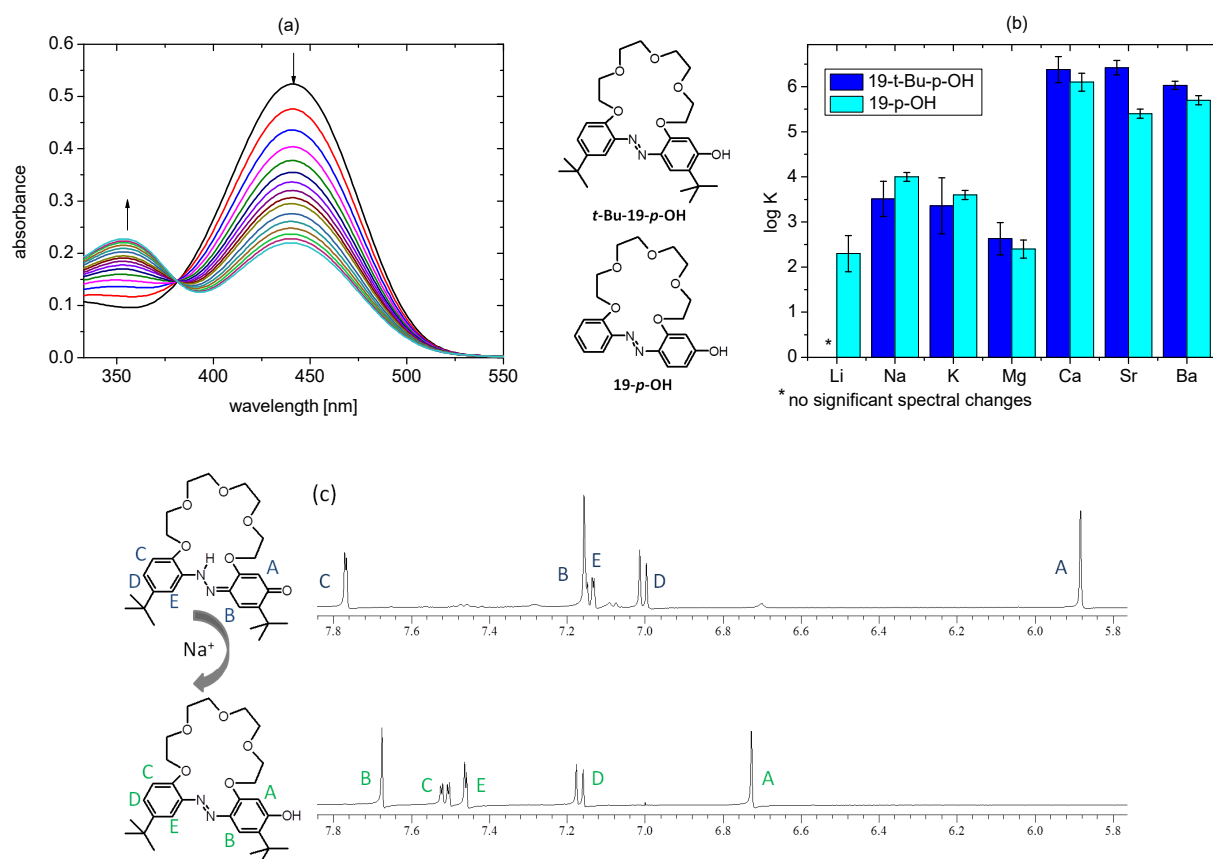 (a)
0.6
0.5
0.4
0.3
0.2
0.1
0.0
absorbance
350
400
450
500
550
wavelength [nm]
O
O
O
O
O
N
N
O
OH
t-Bu-19-p-OH
O
O
O
O
O
N
N
O
OH
19-p-OH
(b)
19-t-Bu-p-OH
19-p-OH
6
5
4
3
2
1
0
log K
*
Li
Na
K
Mg
Ca
Sr
Ba
* no significant spectral changes
(c)
O
O
O
O
C
O
H
O
A
D
N
N
O
E
B
Na+
C
E
B
D
A
7.8
7.6
7.4
7.2
7.0
6.8
6.6
6.4
6.2
6.0
5.8
O
O
O
O
C
O
O
A
D
N
N
OH
E
B
B
C
E
D
A
7.8
7.6
7.4
7.2
7.0
6.8
6.6
6.4
6.2
6.0
5.8